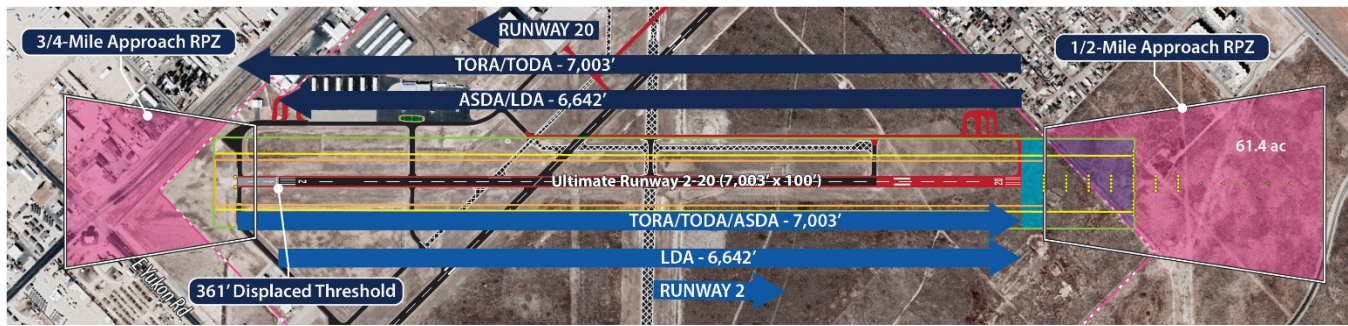 RUNWAY 20
3/4-Mile Approach RPZ
1/2-Mile Approach RPZ
TORA/TODA - 7,003’
ASDA/LDA - 6,642’
61.4 ac
2
Ultimate Runway 2-20 (7,003’ x 100’)
20
TORA/TODA/ASDA - 7,003’
LDA - 6,642’
E Yukon Rd
361’ Displaced Threshold
RUNWAY 2